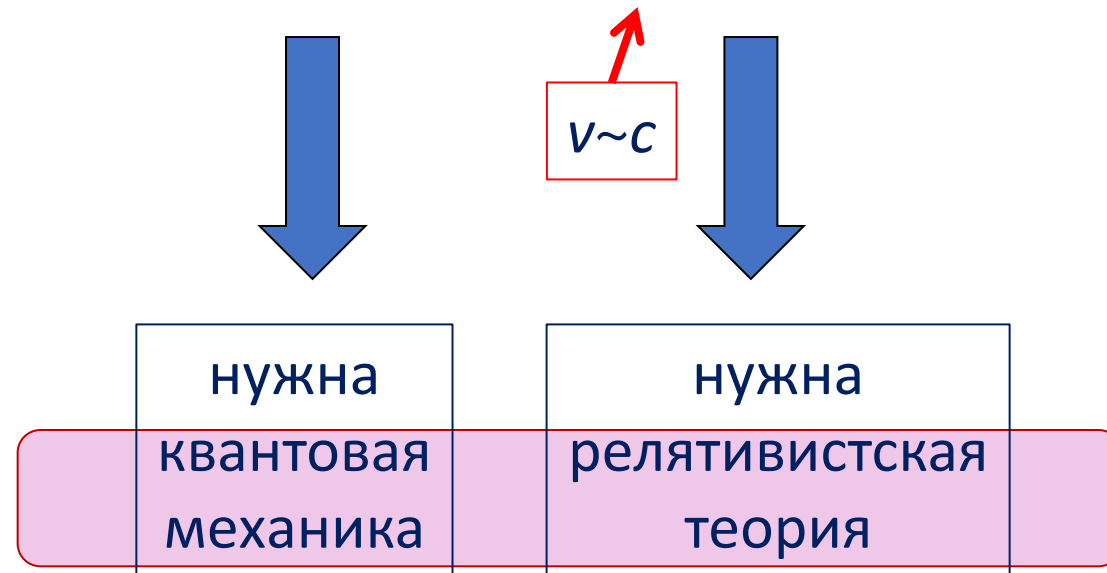 v~c
нужна
квантовая
механика
нужна
релятивистская
теория